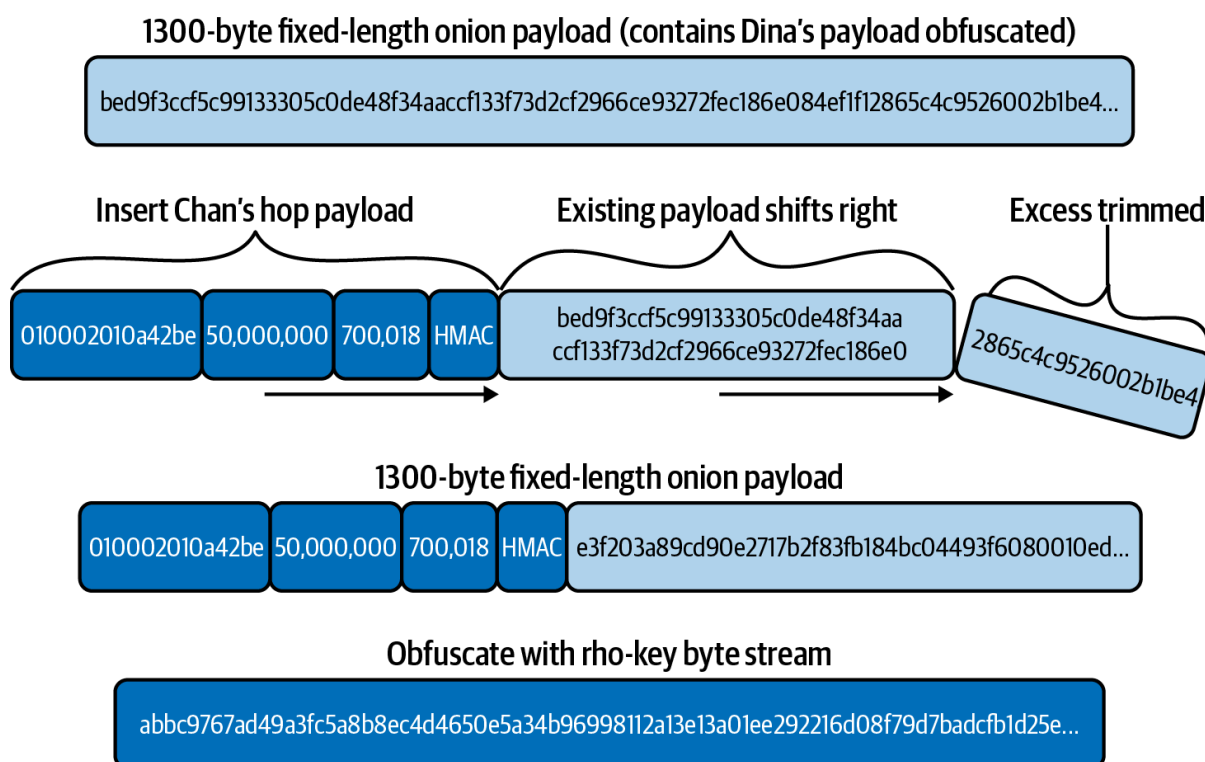 1300-byte fixed-length onion payload (contains Dina's payload obfuscated)
bed9f3ccf5c99133305c0de48f34aaccf133f73d2cf2966ce93272fec186e084ef1f12865c4c9526002b1be4...
Insert Chan's hop payload Existing payload shifts right Excess trimmed
010002010a42be 50,000,000 700,018 HMAC bed9f3ccf5c99133305c0de48f34aa
ccf133f73d2cf2966ce93272fec186e0
2865c4c9526002b1be4
1300-byte fixed-length onion payload
010002010a42be 50,000,000 700,018 HMAC e3f203a89cd90e2717b2f83fb184bc04493f6080010ed...
Obfuscate with rho-key byte stream
abbc9767ad49a3fc5a8b8ec4d4650e5a34b96998112a13e13a01ee292216d08f79d7badcfb1d25e...